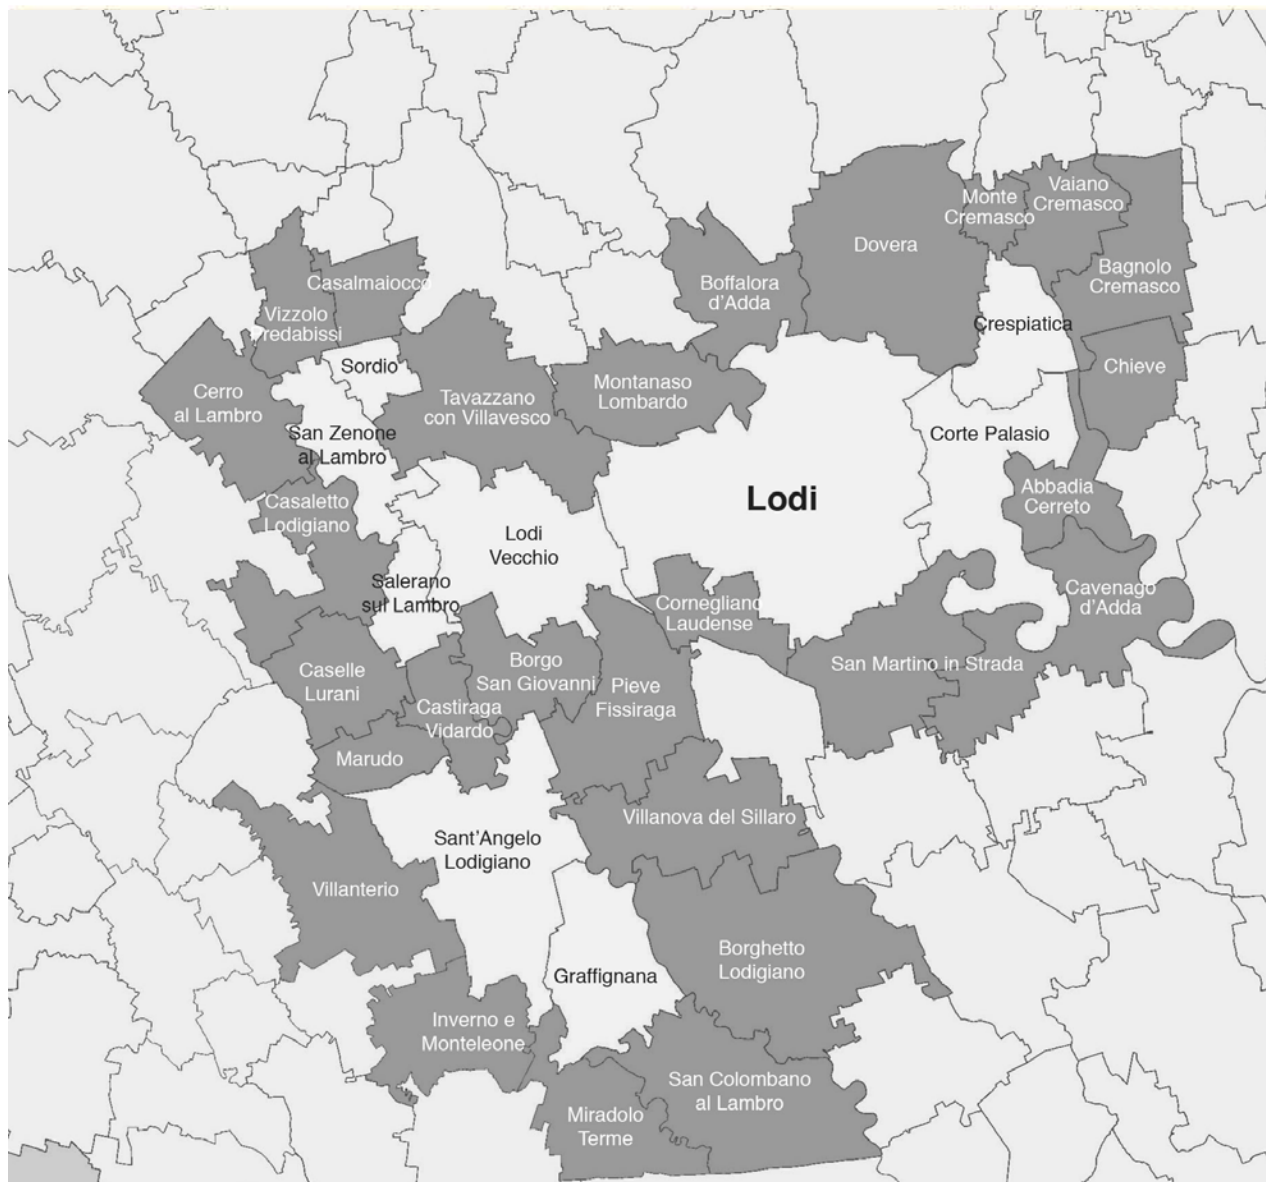 Monte
Cremasco
Vaiano
Cremasco
Dovera
Bagnolo
Cremasco
Casalmaiocco
Boffalora
d'Adda
Vizzolo
Predabissi
Crespiatica
Sordio
Chieve
Cerro
al Lambro
Montanaso
Lombardo
Tavazzano
con Villavesco
San Zenone
al Lambro
Corte Palasio
Lodi
Abbadia
Cerreto
Casaletto
Lodigiano
Lodi
Vecchio
Salerano
sul Lambro
Cavenago
d'Adda
Cornegliano
Laudense
San Martino in Strada
Borgo
San Giovanni
Caselle
Lurani
Pieve
Fissiraga
Castiraga
Vidardo
Marudo
Villanova del Sillaro
Sant'Angelo
Lodigiano
Villanterio
Borghetto
Lodigiano
Graffignana
Inverno e
Monteleone
San Colombano
al Lambro
Miradolo
Terme